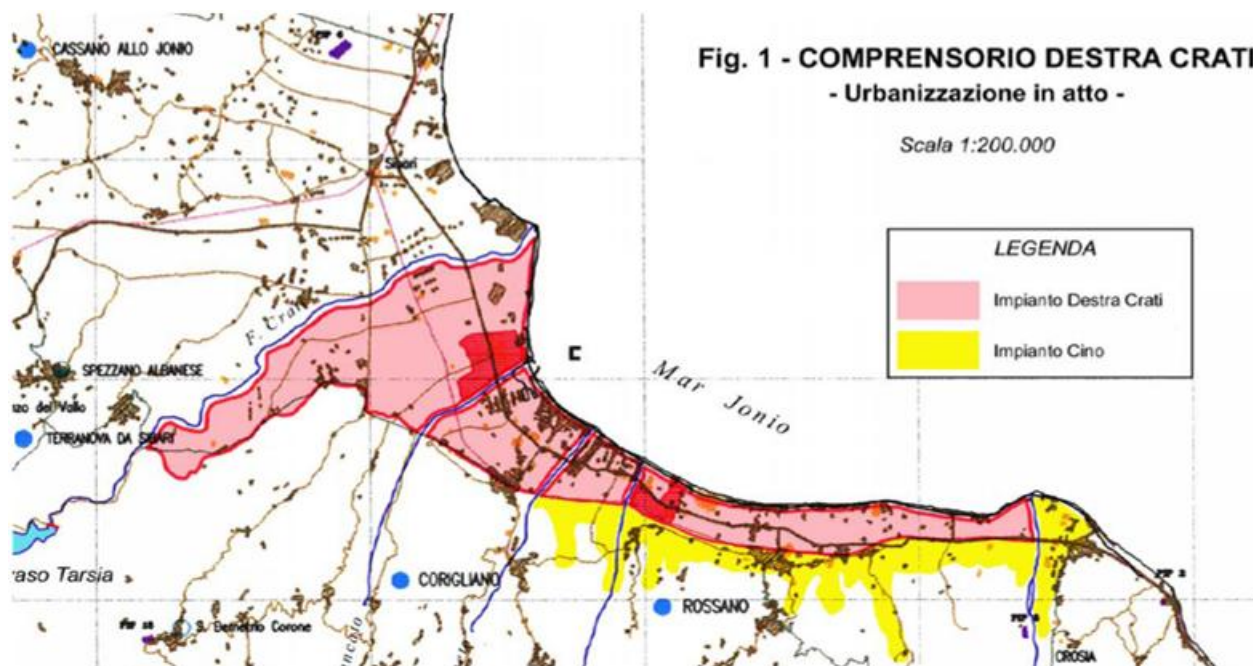 Fig. 1 - COMPRENSORIO DESTRA CRATI
- Urbanizzazione in atto -
Scala 1:200.000
LEGENDA
Impianto Destra Crati
Impianto Cino
CASSANO ALLO JONIO
Sibari
F. Crati
Mar Jonio
SPEZZANO ALBANESE
TERRANOVA DA SIBARI
Tarsia
CORIGLIANO
ROSSANO
S. Demetrio Corone
CROSIA